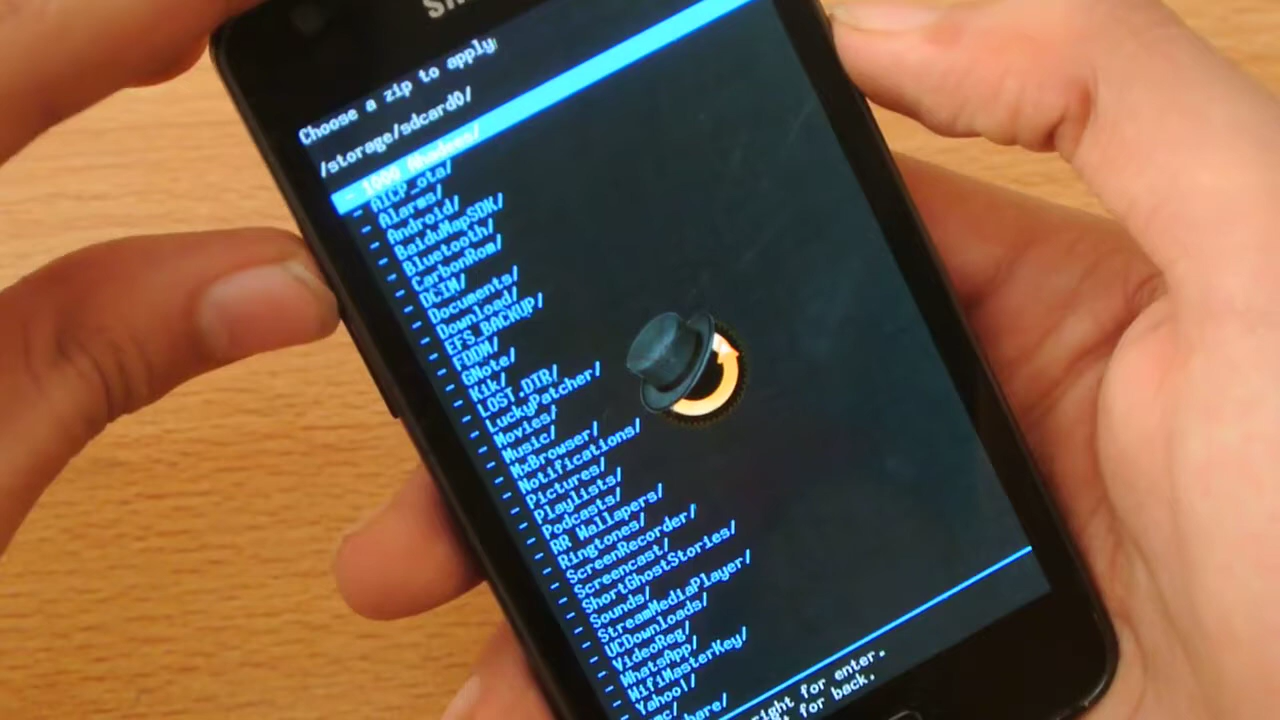 Choose a zip to apply:
/storage/sdcard0/
- 1000
- AICP_ota/
- Alarms/
- Android/
- BaiduMapSDK/
- Bluetooth/
- CarbonRom/
- DCIM/
- Documents/
- Download/
- EFS_BACKUP/
- FDDM/
- GNote/
- Kik/
- LOST.DIR/
- LuckyPatcher/
- Movies/
- Music/
- MxBrowser/
- Notifications/
- Pictures/
- Playlists/
- Podcasts/
- RR Wallpapers/
- Ringtones/
- ScreenRecorder/
- Screencast/
- ShortGhostStories/
- Sounds/
- StreamMediaPlayer/
- UCDownloads/
- VideoReg/
- WhatsApp/
- WifiMasterKey/
- Yahoo!/
right for enter.
for back.